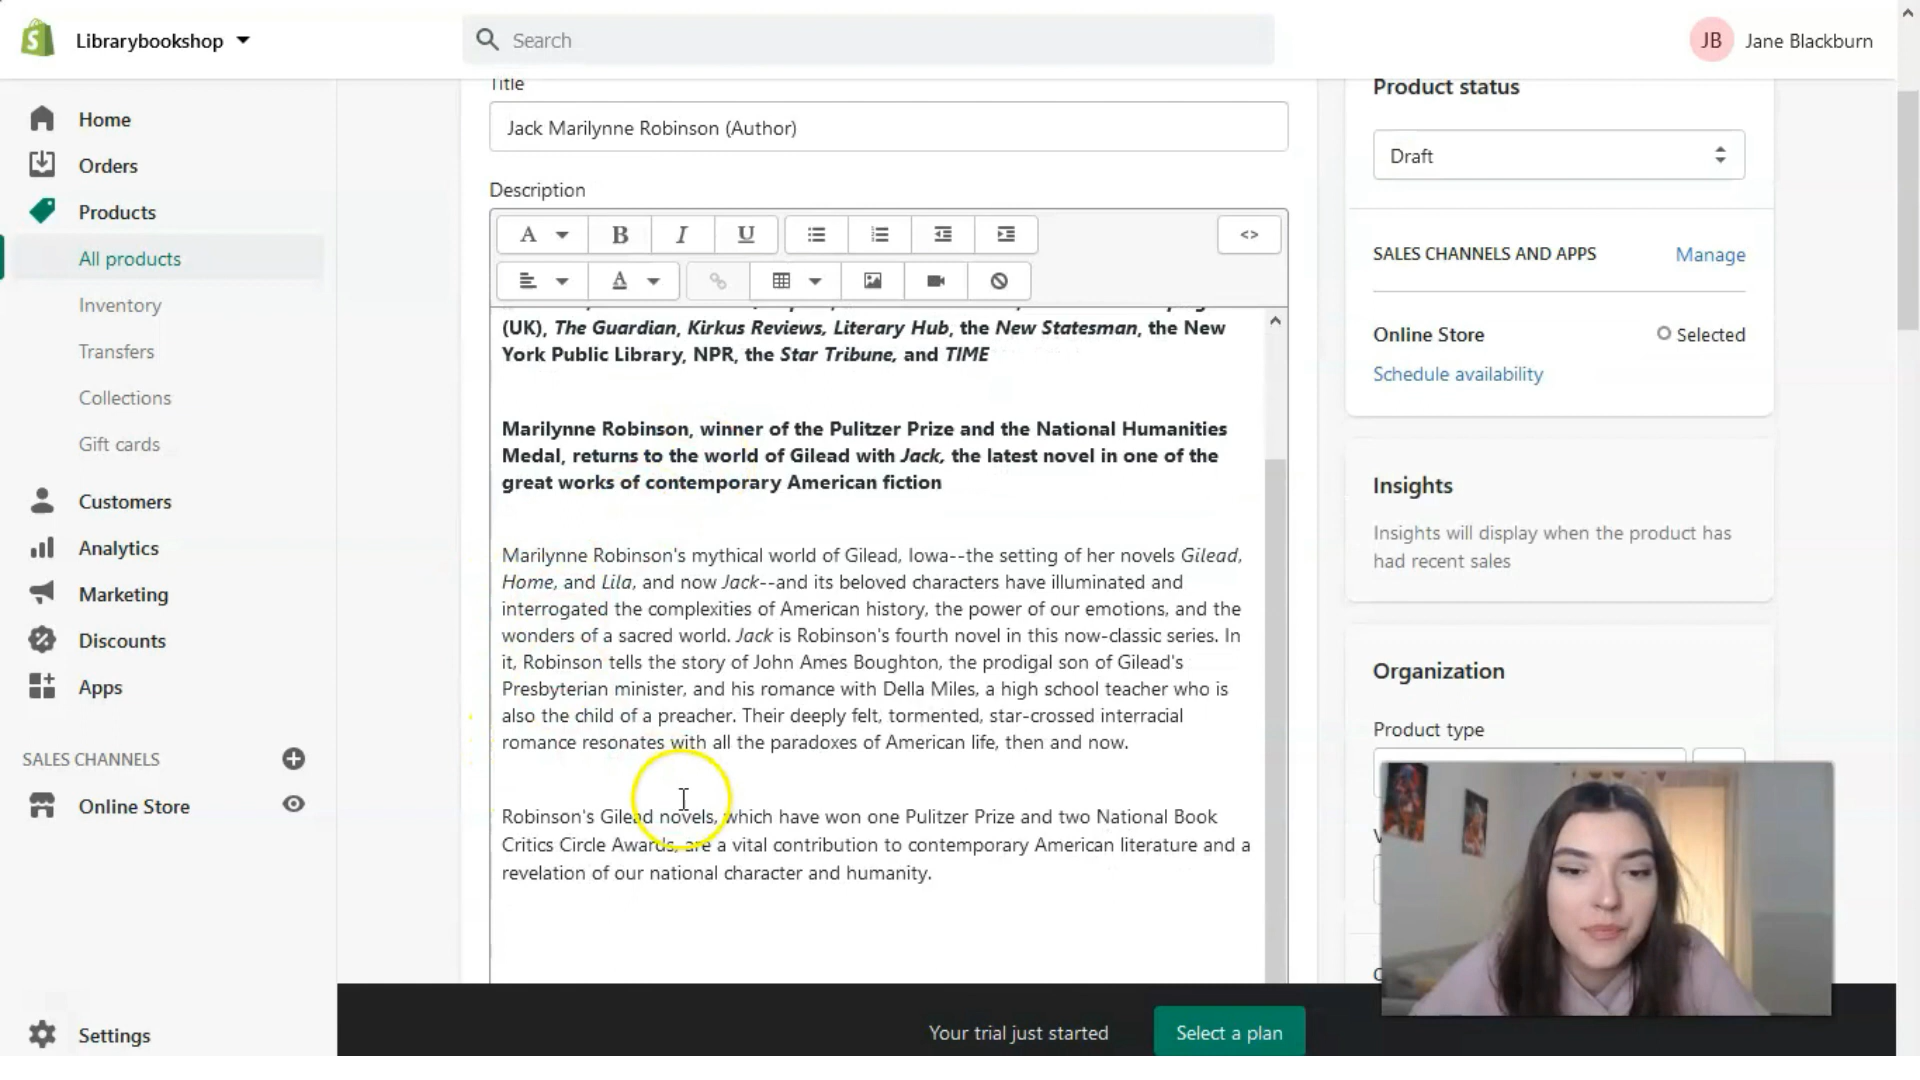 Librarybookshop
Search
JB
Jane Blackburn
Home
Orders
Products
All products
Inventory
Transfers
Collections
Gift cards
Customers
Analytics
Marketing
Discounts
Apps
SALES CHANNELS
Online Store
Settings
Title
Jack Marilynne Robinson (Author)
Description
A B I U
<>
A
(UK), The Guardian, Kirkus Reviews, Literary Hub, the New Statesman, the New
York Public Library, NPR, the Star Tribune, and TIME
Marilynne Robinson, winner of the Pulitzer Prize and the National Humanities
Medal, returns to the world of Gilead with Jack, the latest novel in one of the
great works of contemporary American fiction
Marilynne Robinson's mythical world of Gilead, Iowa--the setting of her novels Gilead,
Home, and Lila, and now Jack--and its beloved characters have illuminated and
interrogated the complexities of American history, the power of our emotions, and the
wonders of a sacred world. Jack is Robinson's fourth novel in this now-classic series. In
it, Robinson tells the story of John Ames Boughton, the prodigal son of Gilead's
Presbyterian minister, and his romance with Della Miles, a high school teacher who is
also the child of a preacher. Their deeply felt, tormented, star-crossed interracial
romance resonates with all the paradoxes of American life, then and now.
Robinson's Gilead novels, which have won one Pulitzer Prize and two National Book
Critics Circle Awards, are a vital contribution to contemporary American literature and a
revelation of our national character and humanity.
Product status
Draft
SALES CHANNELS AND APPS
Manage
Online Store
Selected
Schedule availability
Insights
Insights will display when the product has
had recent sales
Organization
Product type
Your trial just started
Select a plan